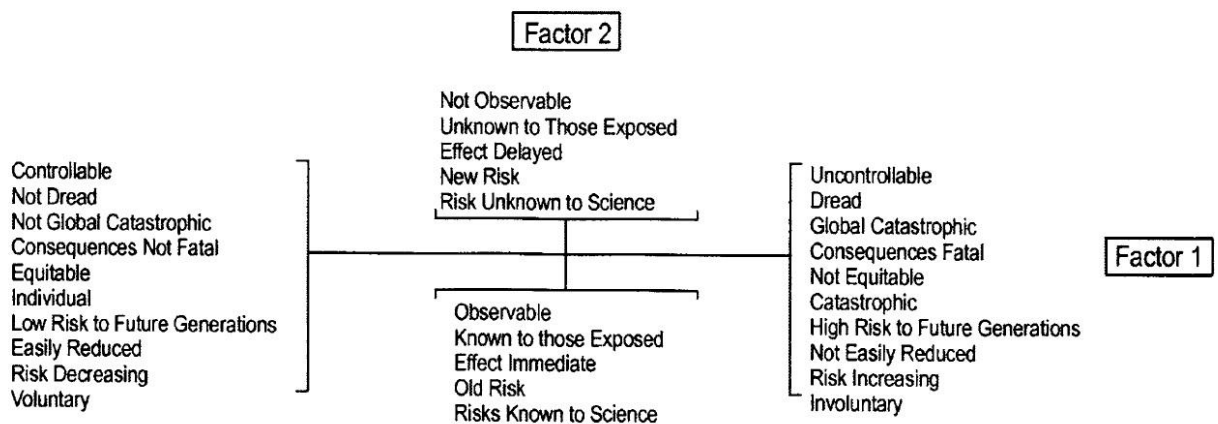 Factor 2
Not Observable
Unknown to Those Exposed
Effect Delayed
New Risk
Risk Unknown to Science
Controllable
Not Dread
Not Global Catastrophic
Consequences Not Fatal
Equitable
Individual
Low Risk to Future Generations
Easily Reduced
Risk Decreasing
Voluntary
Uncontrollable
Dread
Global Catastrophic
Consequences Fatal
Not Equitable
Catastrophic
High Risk to Future Generations
Not Easily Reduced
Risk Increasing
Involuntary
Factor 1
Observable
Known to those Exposed
Effect Immediate
Old Risk
Risks Known to Science